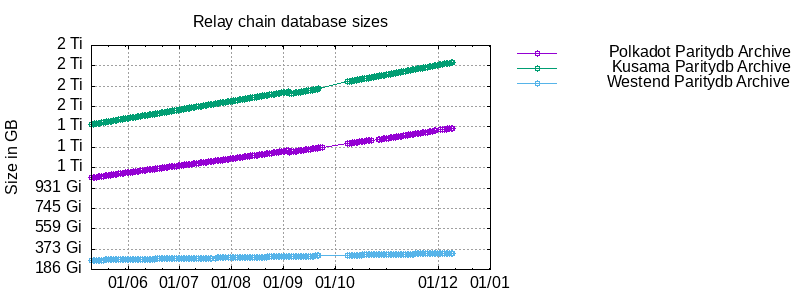 Relay chain database sizes
2 Ti
2 Ti
2 Ti
2 Ti
1 Ti
1 Ti
1 Ti
931 Gi
745 Gi
559 Gi
373 Gi
186 Gi
Size in GB
01/06 01/07 01/08 01/09 01/10 01/12 01/01
Polkadot Paritydb Archive
Kusama Paritydb Archive
Westend Paritydb Archive